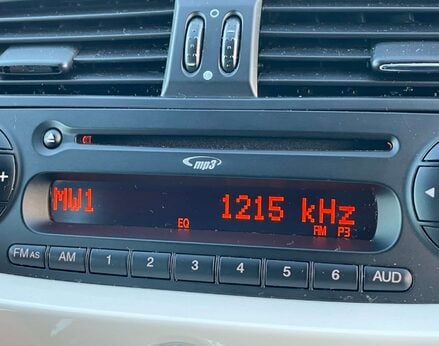 mp3
MW1 1215 kHz
EQ AM P3
FM AS AM 1 2 3 4 5 6 AUD